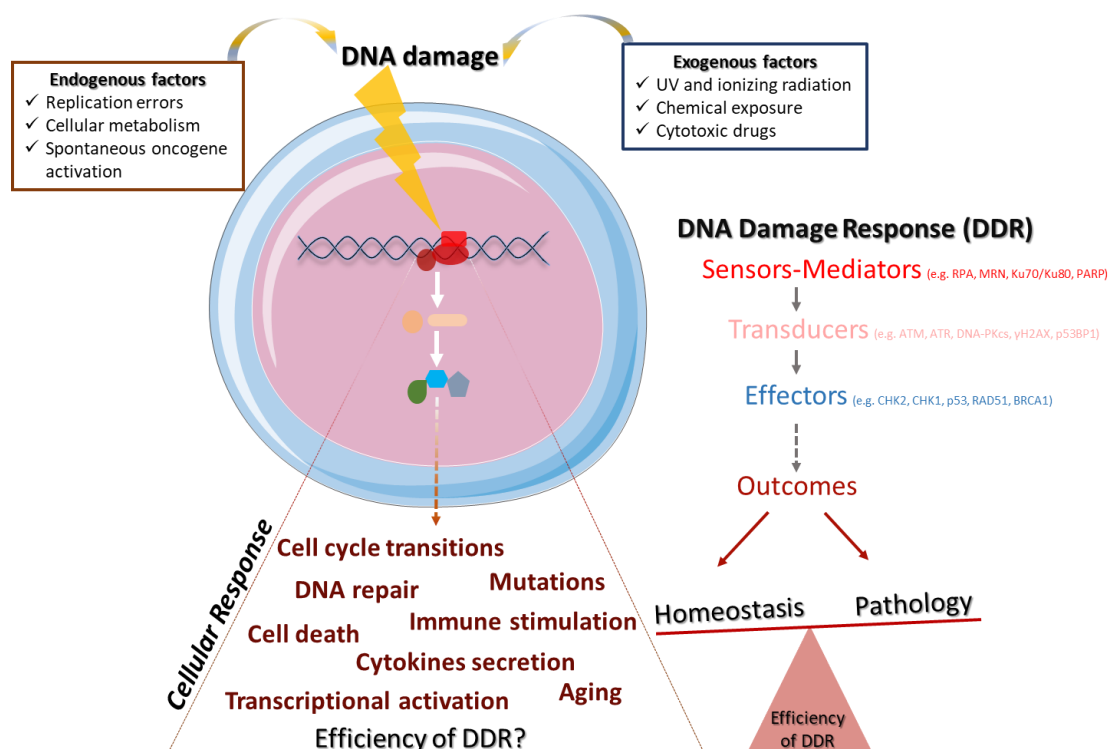 DNA damage
Endogenous factors
✓ Replication errors
✓ Cellular metabolism
✓ Spontaneous oncogene
activation
Exogenous factors
✓ UV and ionizing radiation
✓ Chemical exposure
✓ Cytotoxic drugs
DNA Damage Response (DDR)
Sensors-Mediators (e.g. RPA, MRN, Ku70/Ku80, PARP)
Transducers (e.g. ATM, ATR, DNA-PKcs, yH2AX, p53BP1)
Effectors (e.g. CHK2, CHK1, p53, RAD51, BRCA1)
Outcomes
Homeostasis
Pathology
Efficiency
of DDR
Cellular Response
Cell cycle transitions
DNA repair
Mutations
Cell death
Immune stimulation
Cytokines secretion
Transcriptional activation
Aging
Efficiency of DDR?